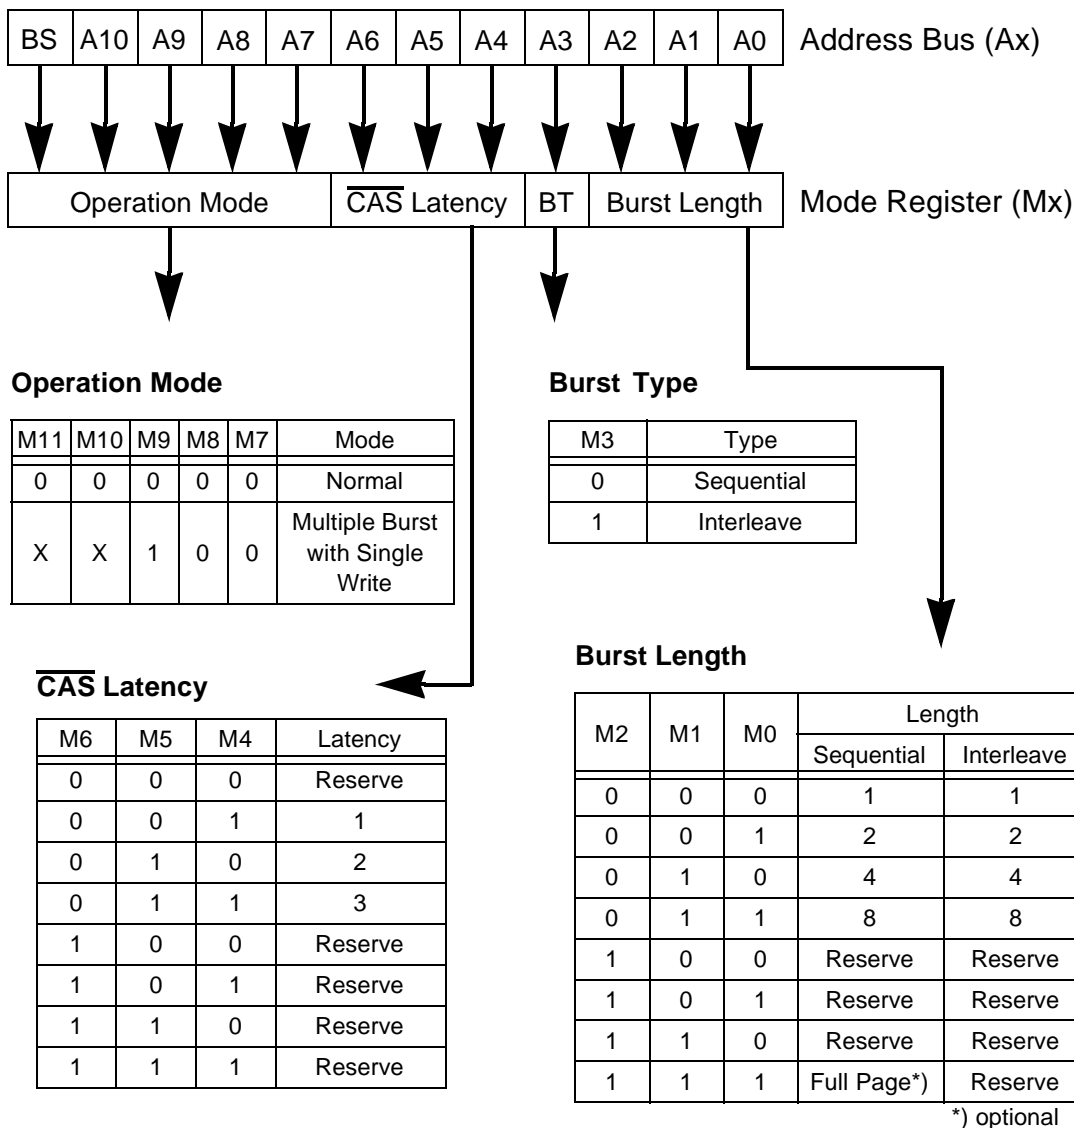 BS A10 A9 A8 A7 A6 A5 A4 A3 A2 A1 A0 Address Bus (Ax)
Operation Mode CAS Latency BT Burst Length Mode Register (Mx)
Operation Mode
M11 M10 M9 M8 M7 Mode
0 0 0 0 0 Normal
X X 1 0 0 Multiple Burst
with Single
Write
Burst Type
M3 Type
0 Sequential
1 Interleave
CAS Latency
M6 M5 M4 Latency
0 0 0 Reserve
0 0 1 1
0 1 0 2
0 1 1 3
1 0 0 Reserve
1 0 1 Reserve
1 1 0 Reserve
1 1 1 Reserve
Burst Length
M2 M1 M0 Length
Sequential Interleave
0 0 0 1 1
0 0 1 2 2
0 1 0 4 4
0 1 1 8 8
1 0 0 Reserve Reserve
1 0 1 Reserve Reserve
1 1 0 Reserve Reserve
1 1 1 Full Page*) Reserve
*) optional